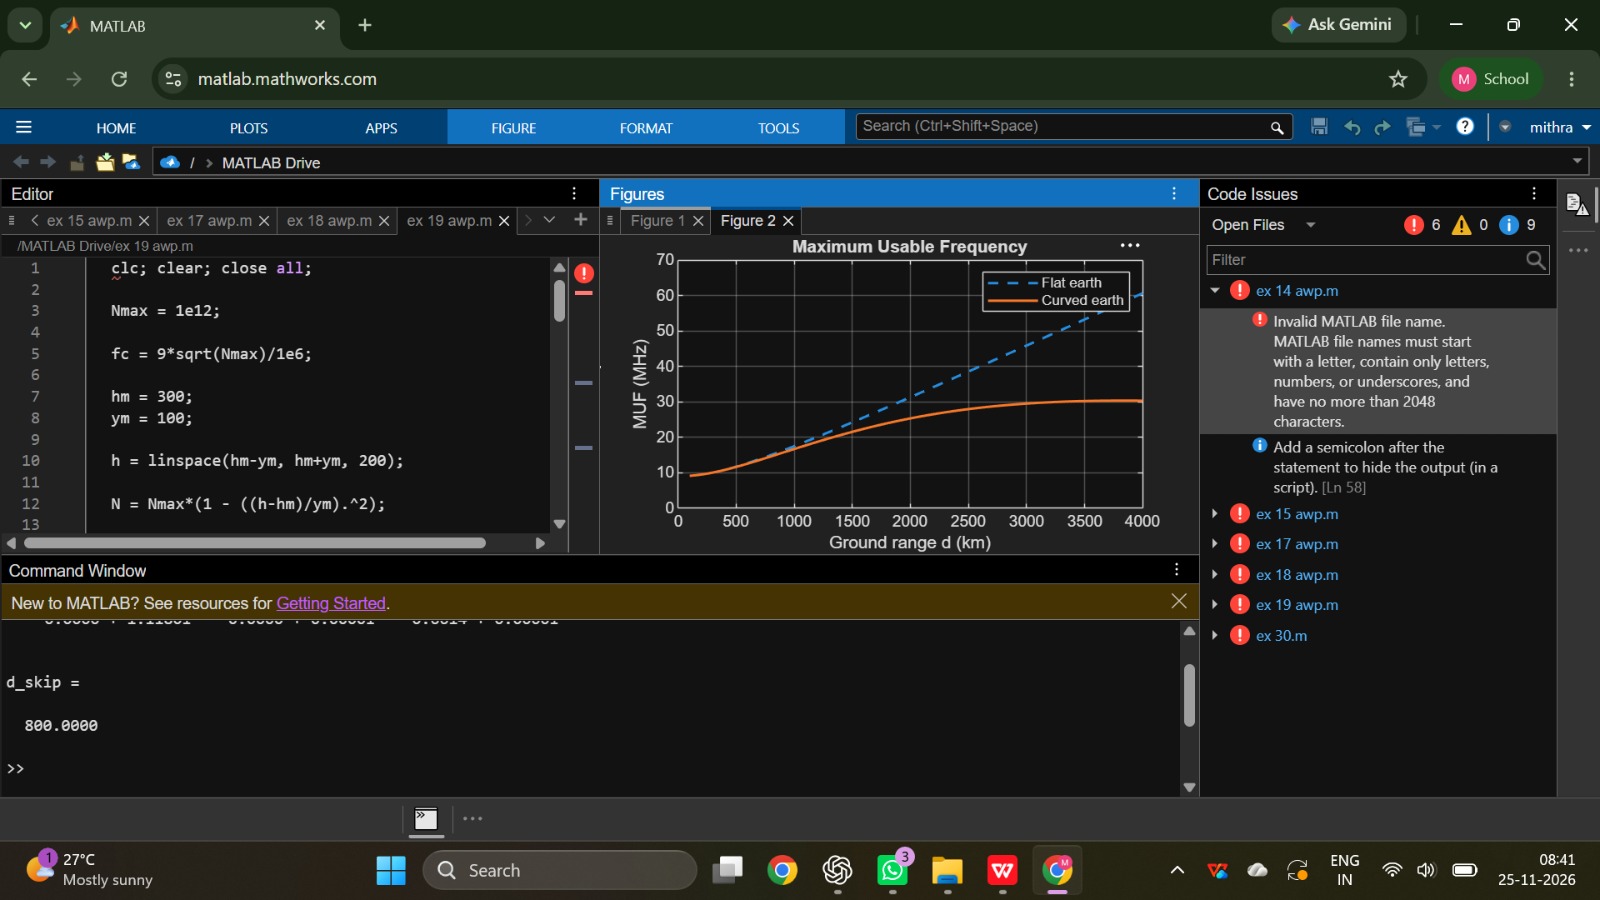 MATLAB
Ask Gemini
matlab.mathworks.com
M School
HOME PLOTS APPS FIGURE FORMAT TOOLS Search (Ctrl+Shift+Space) mithra
/ > MATLAB Drive
Editor
ex 15 awp.m ex 17 awp.m ex 18 awp.m ex 19 awp.m
/MATLAB Drive/ex 19 awp.m
1 clc; clear; close all;
2
3 Nmax = 1e12;
4
5 fc = 9*sqrt(Nmax)/1e6;
6
7 hm = 300;
8 ym = 100;
9
10 h = linspace(hm-ym, hm+ym, 200);
11
12 N = Nmax*(1 - ((h-hm)/ym).^2);
13
Figures
Figure 1 Figure 2
Maximum Usable Frequency
Flat earth
Curved earth
MUF (MHz)
70
60
50
40
30
20
10
0
0 500 1000 1500 2000 2500 3000 3500 4000
Ground range d (km)
Code Issues
Open Files 6 0 9
Filter
ex 14 awp.m
Invalid MATLAB file name.
MATLAB file names must start
with a letter, contain only letters,
numbers, or underscores, and
have no more than 2048
characters.
Add a semicolon after the
statement to hide the output (in a
script). [Ln 58]
ex 15 awp.m
ex 17 awp.m
ex 18 awp.m
ex 19 awp.m
ex 30.m
Command Window
New to MATLAB? See resources for Getting Started.
d_skip =
800.0000
>>
1
27°C
Mostly sunny
Search
3
ENG
IN
08:41
25-11-2026